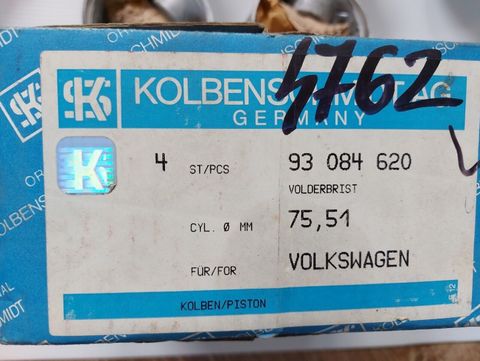 KS
KOLBENSCHMIDT AG
GERMANY
4762
4 ST/PCS 93 084 620
VOLDERBRIST
CYL. Ø MM 75,51
FÜR/FOR VOLKSWAGEN
KOLBEN/PISTON